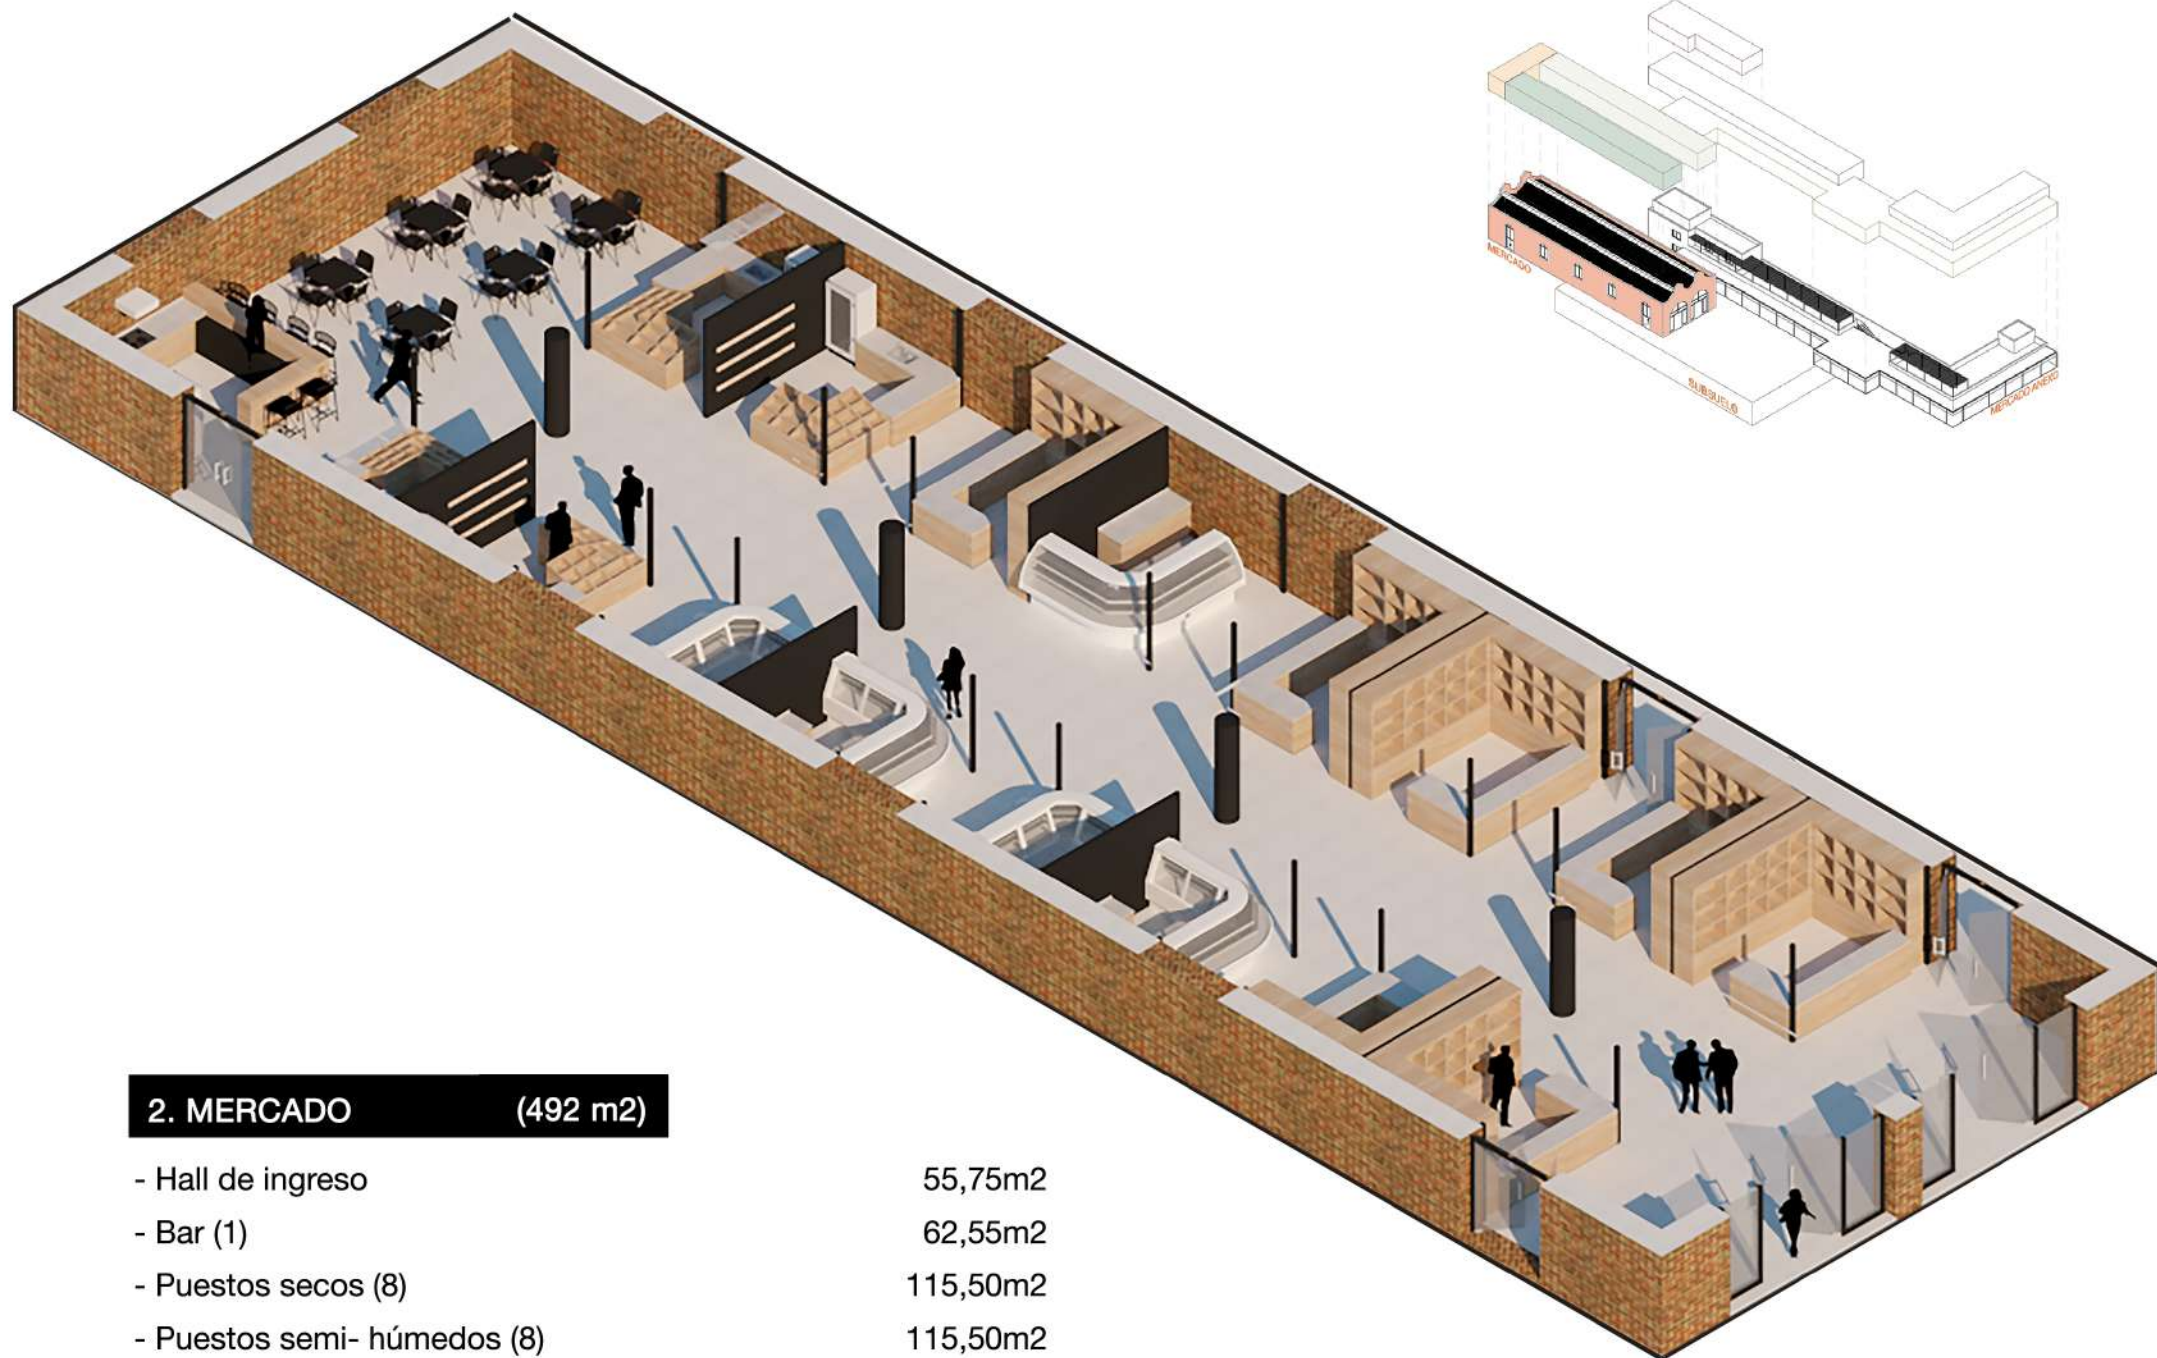 MERCADO
SUBSUELO
MERCADO ANEXO
2. MERCADO (492 m2)
- Hall de ingreso 55,75m2
- Bar (1) 62,55m2
- Puestos secos (8) 115,50m2
- Puestos semi- húmedos (8) 115,50m2